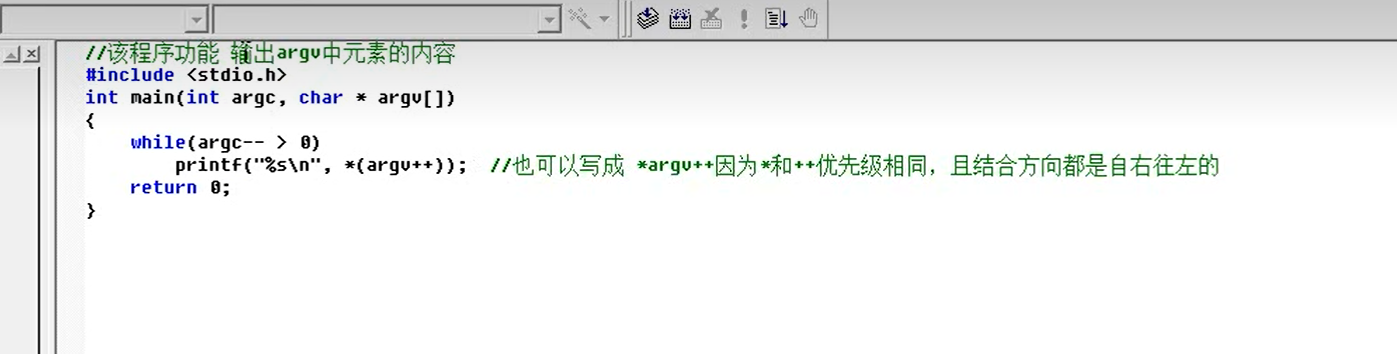 //该程序功能 输出argv中元素的内容
#include <stdio.h>
int main(int argc, char * argv[])
{
    while(argc-- > 0)
        printf("%s\n", *(argv++));  //也可以写成 *argv++因为*和++优先级相同，且结合方向都是自右往左的
    return 0;
}